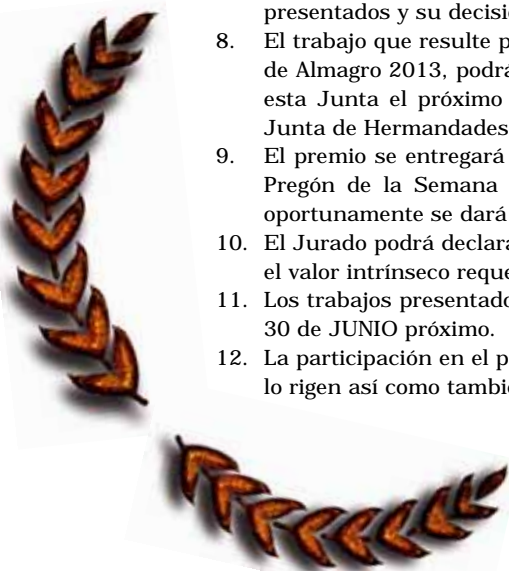 presentados y su decisi
8. El trabajo que resulte p
de Almagro 2013, podrá
esta Junta el próximo
Junta de Hermandades
9. El premio se entregará
Pregón de la Semana
oportunamente se dará
10. El Jurado podrá declara
el valor intrínseco reque
11. Los trabajos presentado
30 de JUNIO próximo.
12. La participación en el p
lo rigen así como tambi